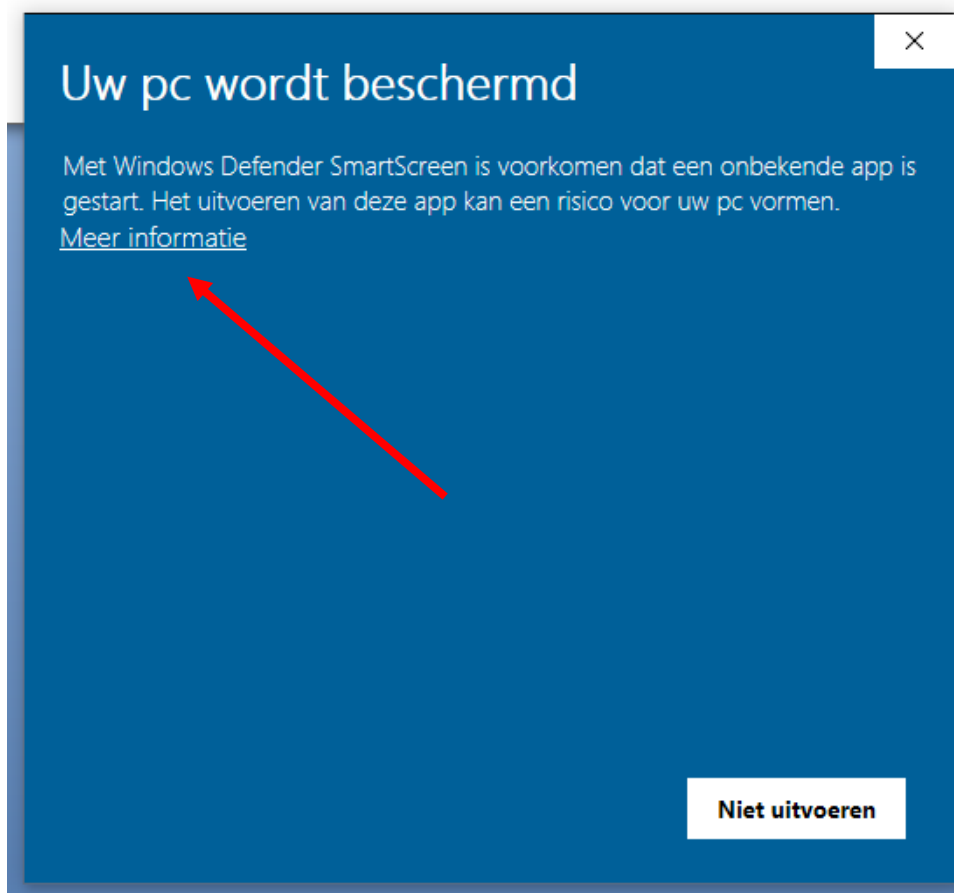 Uw pc wordt beschermd
Met Windows Defender SmartScreen is voorkomen dat een onbekende app is
gestart. Het uitvoeren van deze app kan een risico voor uw pc vormen.
Meer informatie
Niet uitvoeren